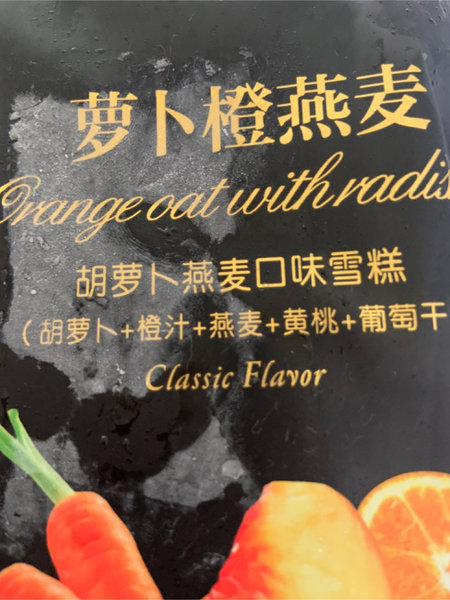 萝卜橙燕麦
Orange oat with radis
胡萝卜燕麦口味雪糕
（胡萝卜+橙汁+燕麦+黄桃+葡萄干
Classic Flavor